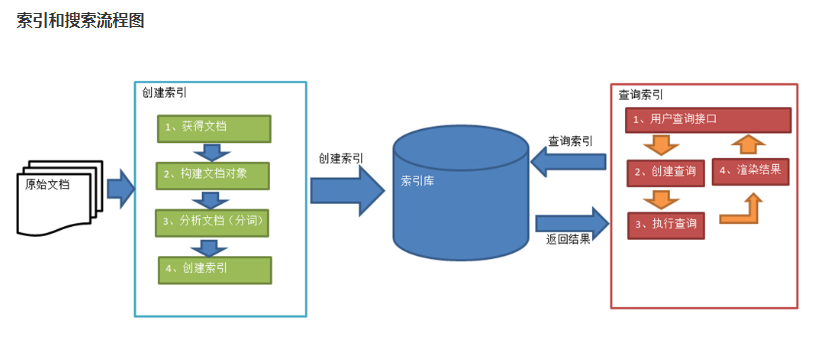 索引和搜索流程图
原始文档
创建索引
1、获得文档
2、构建文档对象
3、分析文档（分词）
4、创建索引
创建索引
索引库
查询索引
返回结果
查询索引
1、用户查询接口
2、创建查询
3、执行查询
4、渲染结果